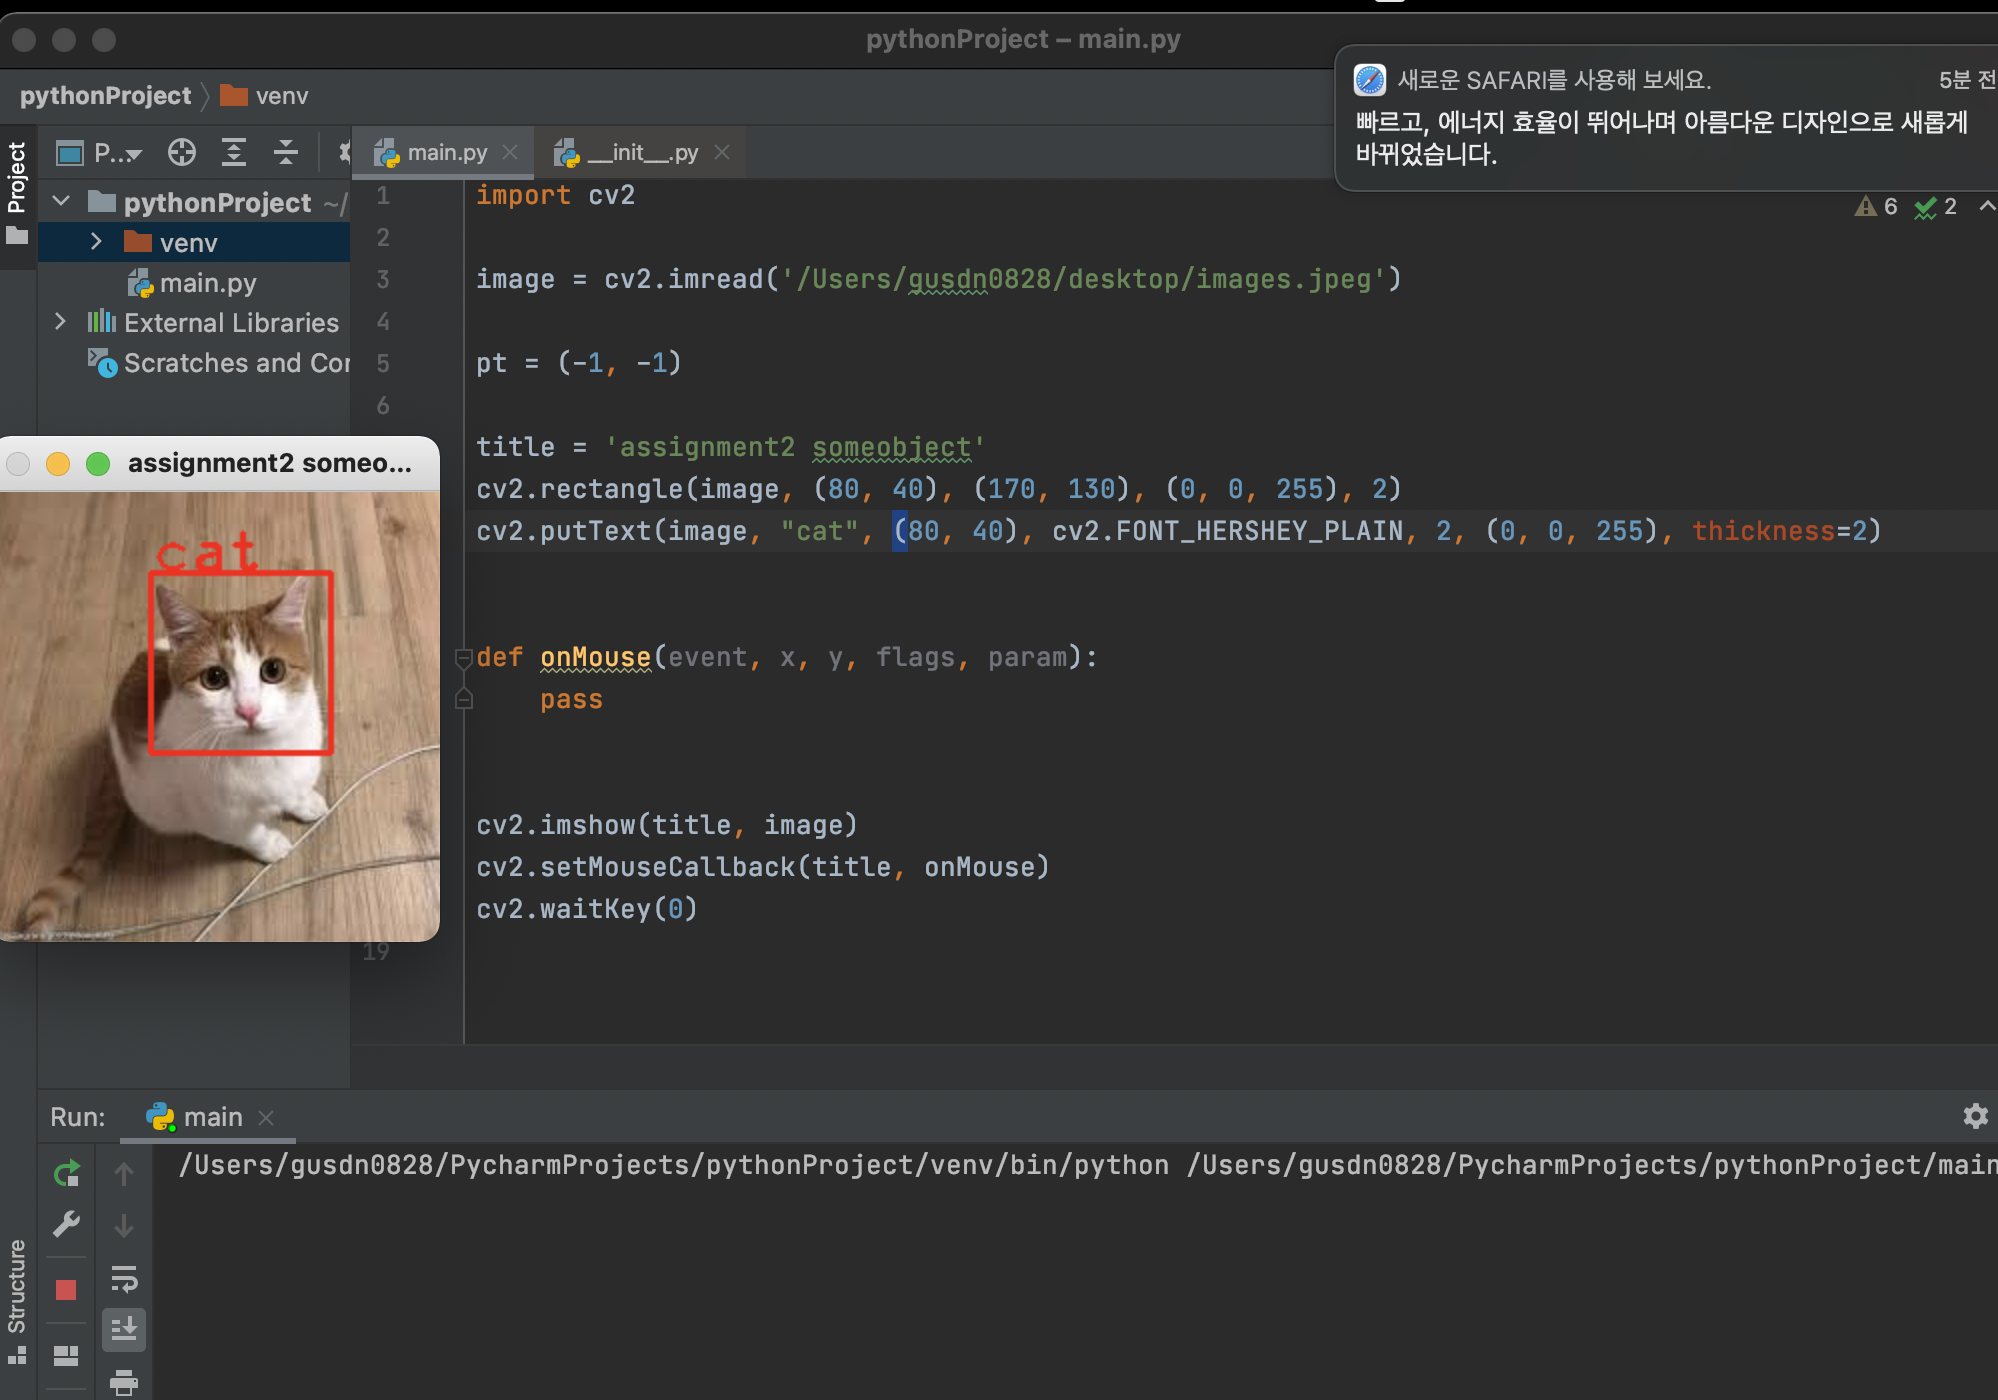 pythonProject – main.py
새로운 SAFARI를 사용해 보세요.
5분 전
빠르고, 에너지 효율이 뛰어나며 아름다운 디자인으로 새롭게
바뀌었습니다.
pythonProject
venv
Project
P...
main.py
__init__.py
pythonProject ~/
venv
main.py
External Libraries
Scratches and Cor
6
2
1
import cv2
2
3
image = cv2.imread('/Users/gusdn0828/desktop/images.jpeg')
4
5
pt = (-1, -1)
6
title = 'assignment2 someobject'
cv2.rectangle(image, (80, 40), (170, 130), (0, 0, 255), 2)
cv2.putText(image, "cat", (80, 40), cv2.FONT_HERSHEY_PLAIN, 2, (0, 0, 255), thickness=2)
def onMouse(event, x, y, flags, param):
pass
cv2.imshow(title, image)
cv2.setMouseCallback(title, onMouse)
cv2.waitKey(0)
19
assignment2 someo...
cat
Run:
main
/Users/gusdn0828/PycharmProjects/pythonProject/venv/bin/python /Users/gusdn0828/PycharmProjects/pythonProject/main
Structure